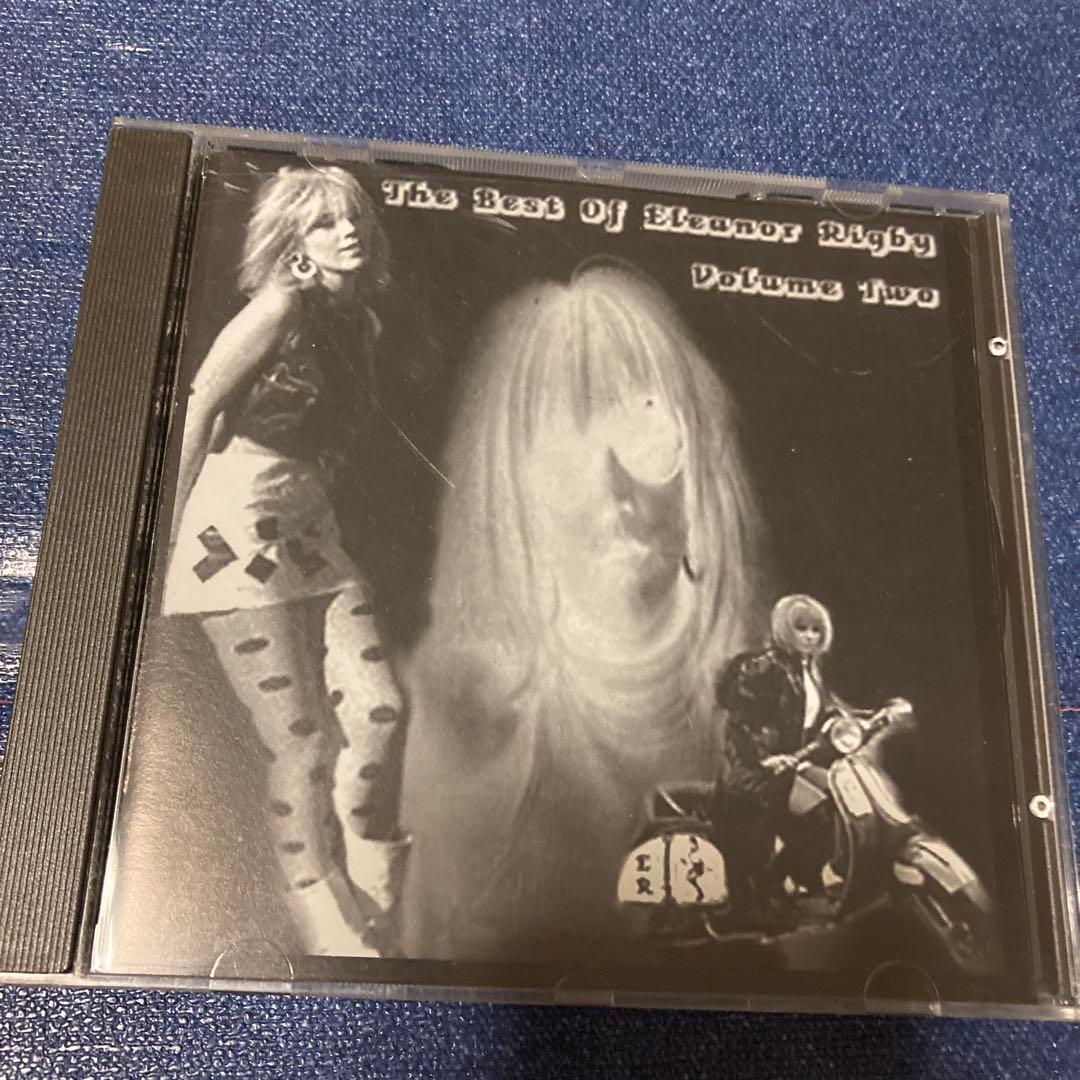 The Best Of Eleanor Rigby
Volume Two
E
R